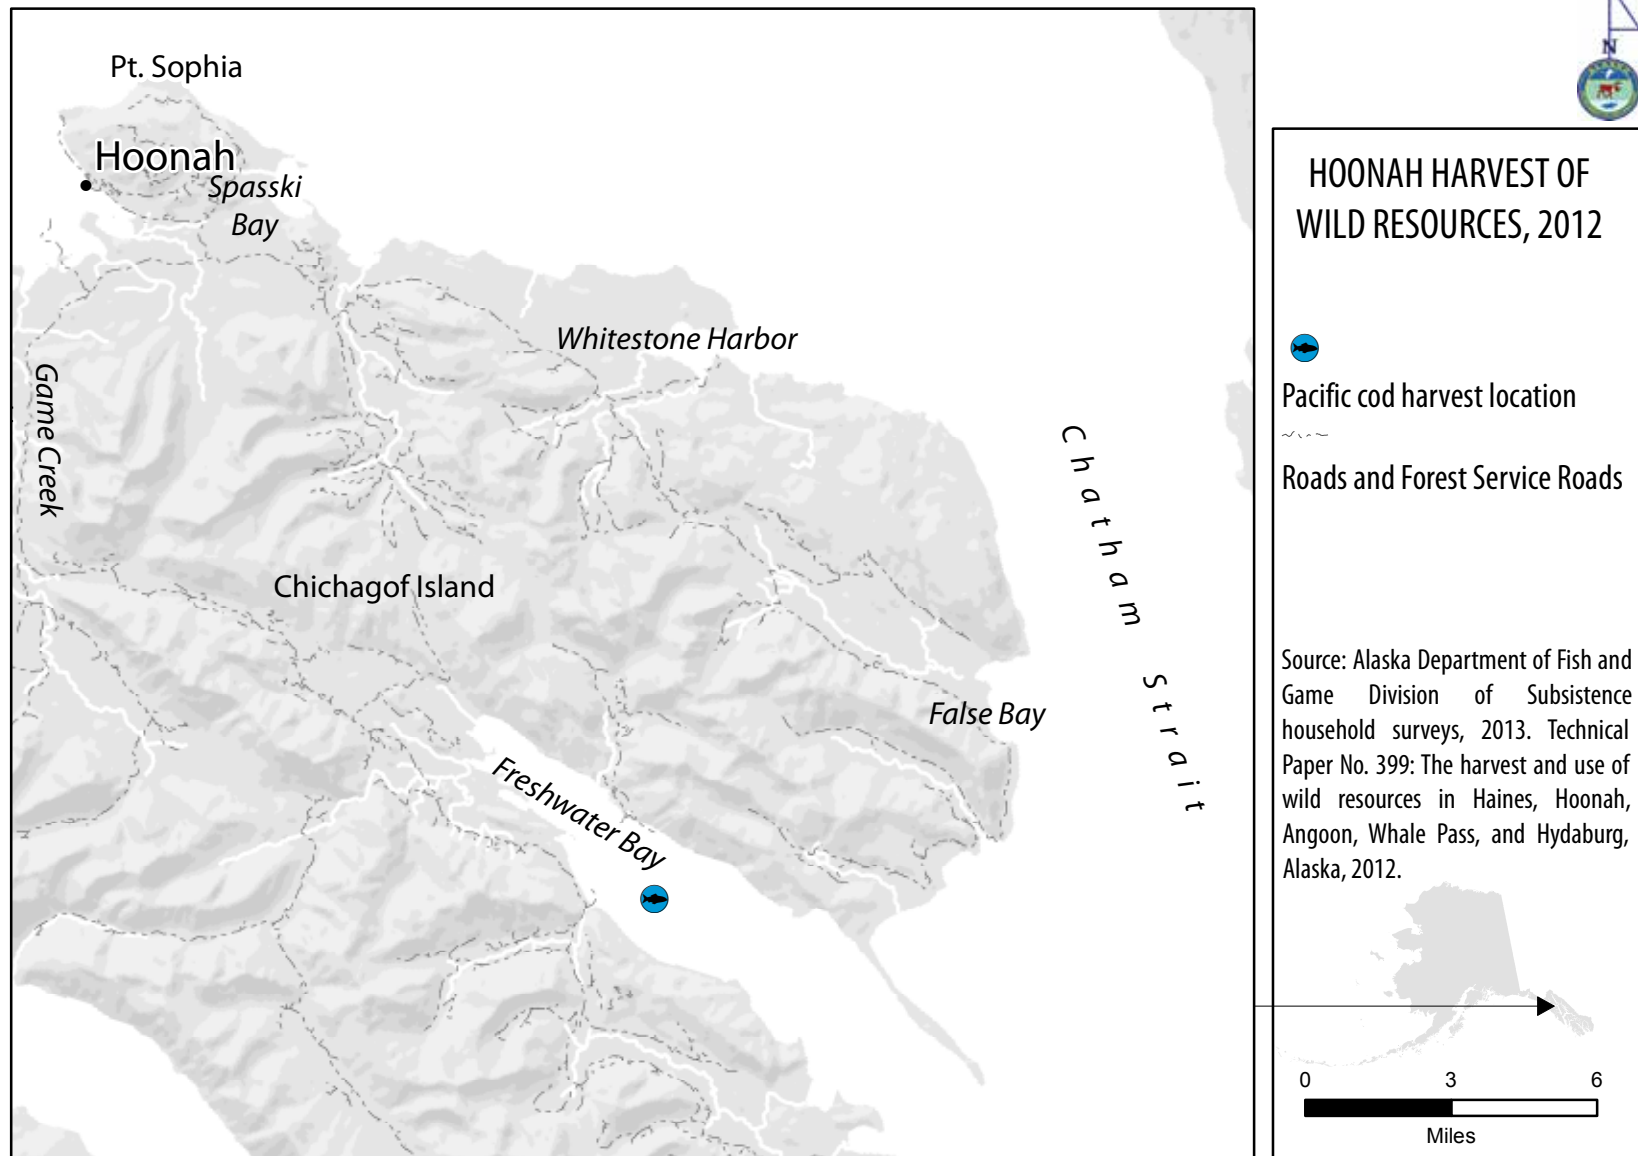 Pt. Sophia
Hoonah
Spasski
Bay
Whitestone Harbor
Game Creek
Chatham Strait
Chichagof Island
False Bay
Freshwater Bay
N
HOONAH HARVEST OF
WILD RESOURCES, 2012
Pacific cod harvest location
Roads and Forest Service Roads
Source: Alaska Department of Fish and
Game Division of Subsistence
household surveys, 2013. Technical
Paper No. 399: The harvest and use of
wild resources in Haines, Hoonah,
Angoon, Whale Pass, and Hydaburg,
Alaska, 2012.
0 3 6
Miles